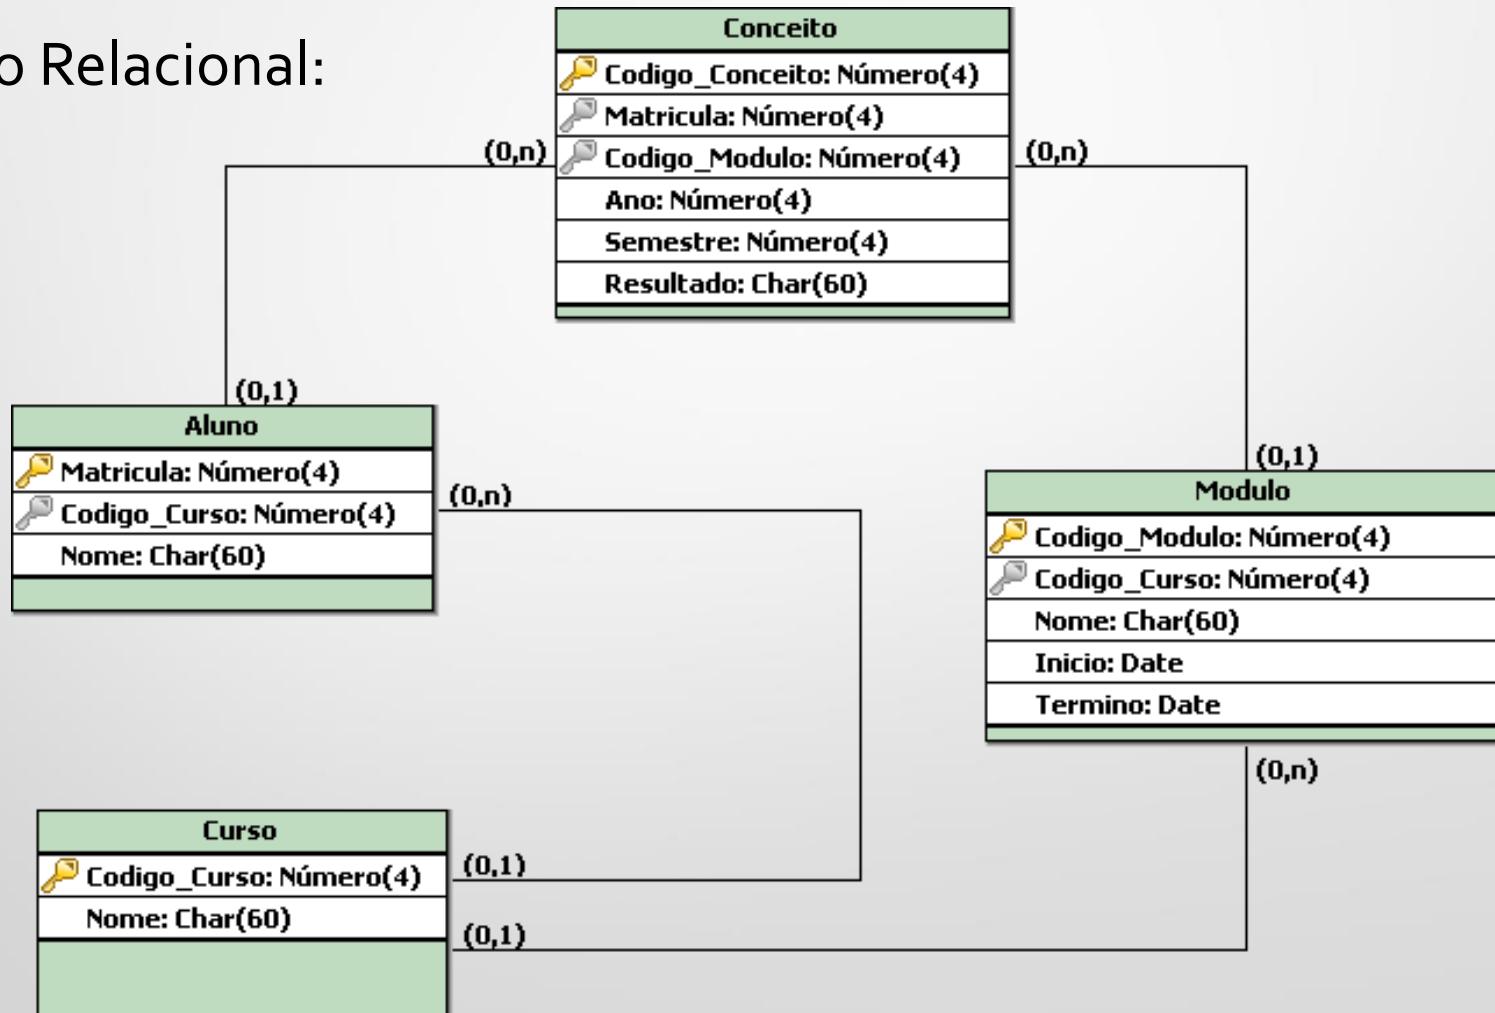 o Relacional:
Conceito
Codigo_Conceito: Número(4)
Matricula: Número(4)
Codigo_Modulo: Número(4)
Ano: Número(4)
Semestre: Número(4)
Resultado: Char(60)
(0,n)
(0,n)
(0,1)
Aluno
Matricula: Número(4)
Codigo_Curso: Número(4)
Nome: Char(60)
(0,n)
(0,1)
Modulo
Codigo_Modulo: Número(4)
Codigo_Curso: Número(4)
Nome: Char(60)
Inicio: Date
Termino: Date
(0,n)
Curso
Codigo_Curso: Número(4)
Nome: Char(60)
(0,1)
(0,1)